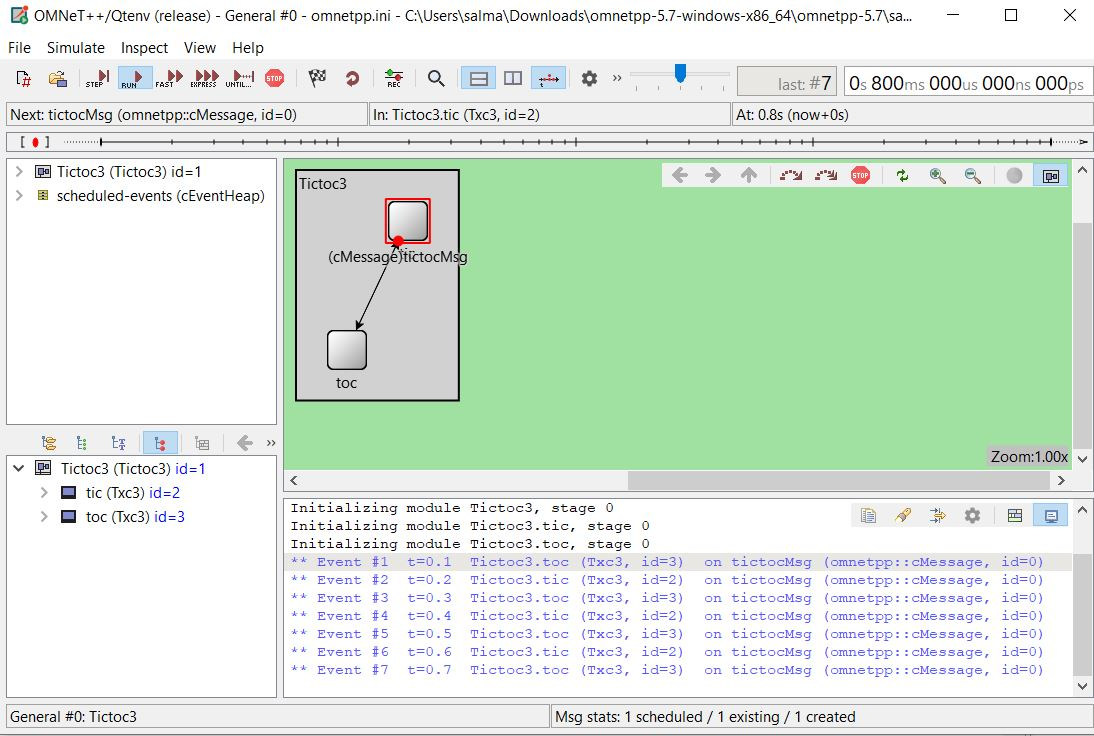 OMNeT++/Qtenv (release) - General #0 - omnetpp.ini - C:\Users\salma\Downloads\omnetpp-5.7-windows-x86_64\omnetpp-5.7\sa...
File Simulate Inspect View Help
STEP RUN FAST EXPRESS UNTIL... STOP REC last: #7 0s 800ms 000us 000ns 000ps
Next: tictocMsg (omnetpp::cMessage, id=0) In: Tictoc3.tic (Txc3, id=2) At: 0.8s (now+0s)
Tictoc3 (Tictoc3) id=1
scheduled-events (cEventHeap)
STOP
Tictoc3
tic
(cMessage)tictocMsg
toc
Zoom:1.00x
Tictoc3 (Tictoc3) id=1
tic (Txc3) id=2
toc (Txc3) id=3
Initializing module Tictoc3, stage 0
Initializing module Tictoc3.tic, stage 0
Initializing module Tictoc3.toc, stage 0
** Event #1 t=0.1 Tictoc3.toc (Txc3, id=3) on tictocMsg (omnetpp::cMessage, id=0)
** Event #2 t=0.2 Tictoc3.tic (Txc3, id=2) on tictocMsg (omnetpp::cMessage, id=0)
** Event #3 t=0.3 Tictoc3.toc (Txc3, id=3) on tictocMsg (omnetpp::cMessage, id=0)
** Event #4 t=0.4 Tictoc3.tic (Txc3, id=2) on tictocMsg (omnetpp::cMessage, id=0)
** Event #5 t=0.5 Tictoc3.toc (Txc3, id=3) on tictocMsg (omnetpp::cMessage, id=0)
** Event #6 t=0.6 Tictoc3.tic (Txc3, id=2) on tictocMsg (omnetpp::cMessage, id=0)
** Event #7 t=0.7 Tictoc3.toc (Txc3, id=3) on tictocMsg (omnetpp::cMessage, id=0)
General #0: Tictoc3 Msg stats: 1 scheduled / 1 existing / 1 created